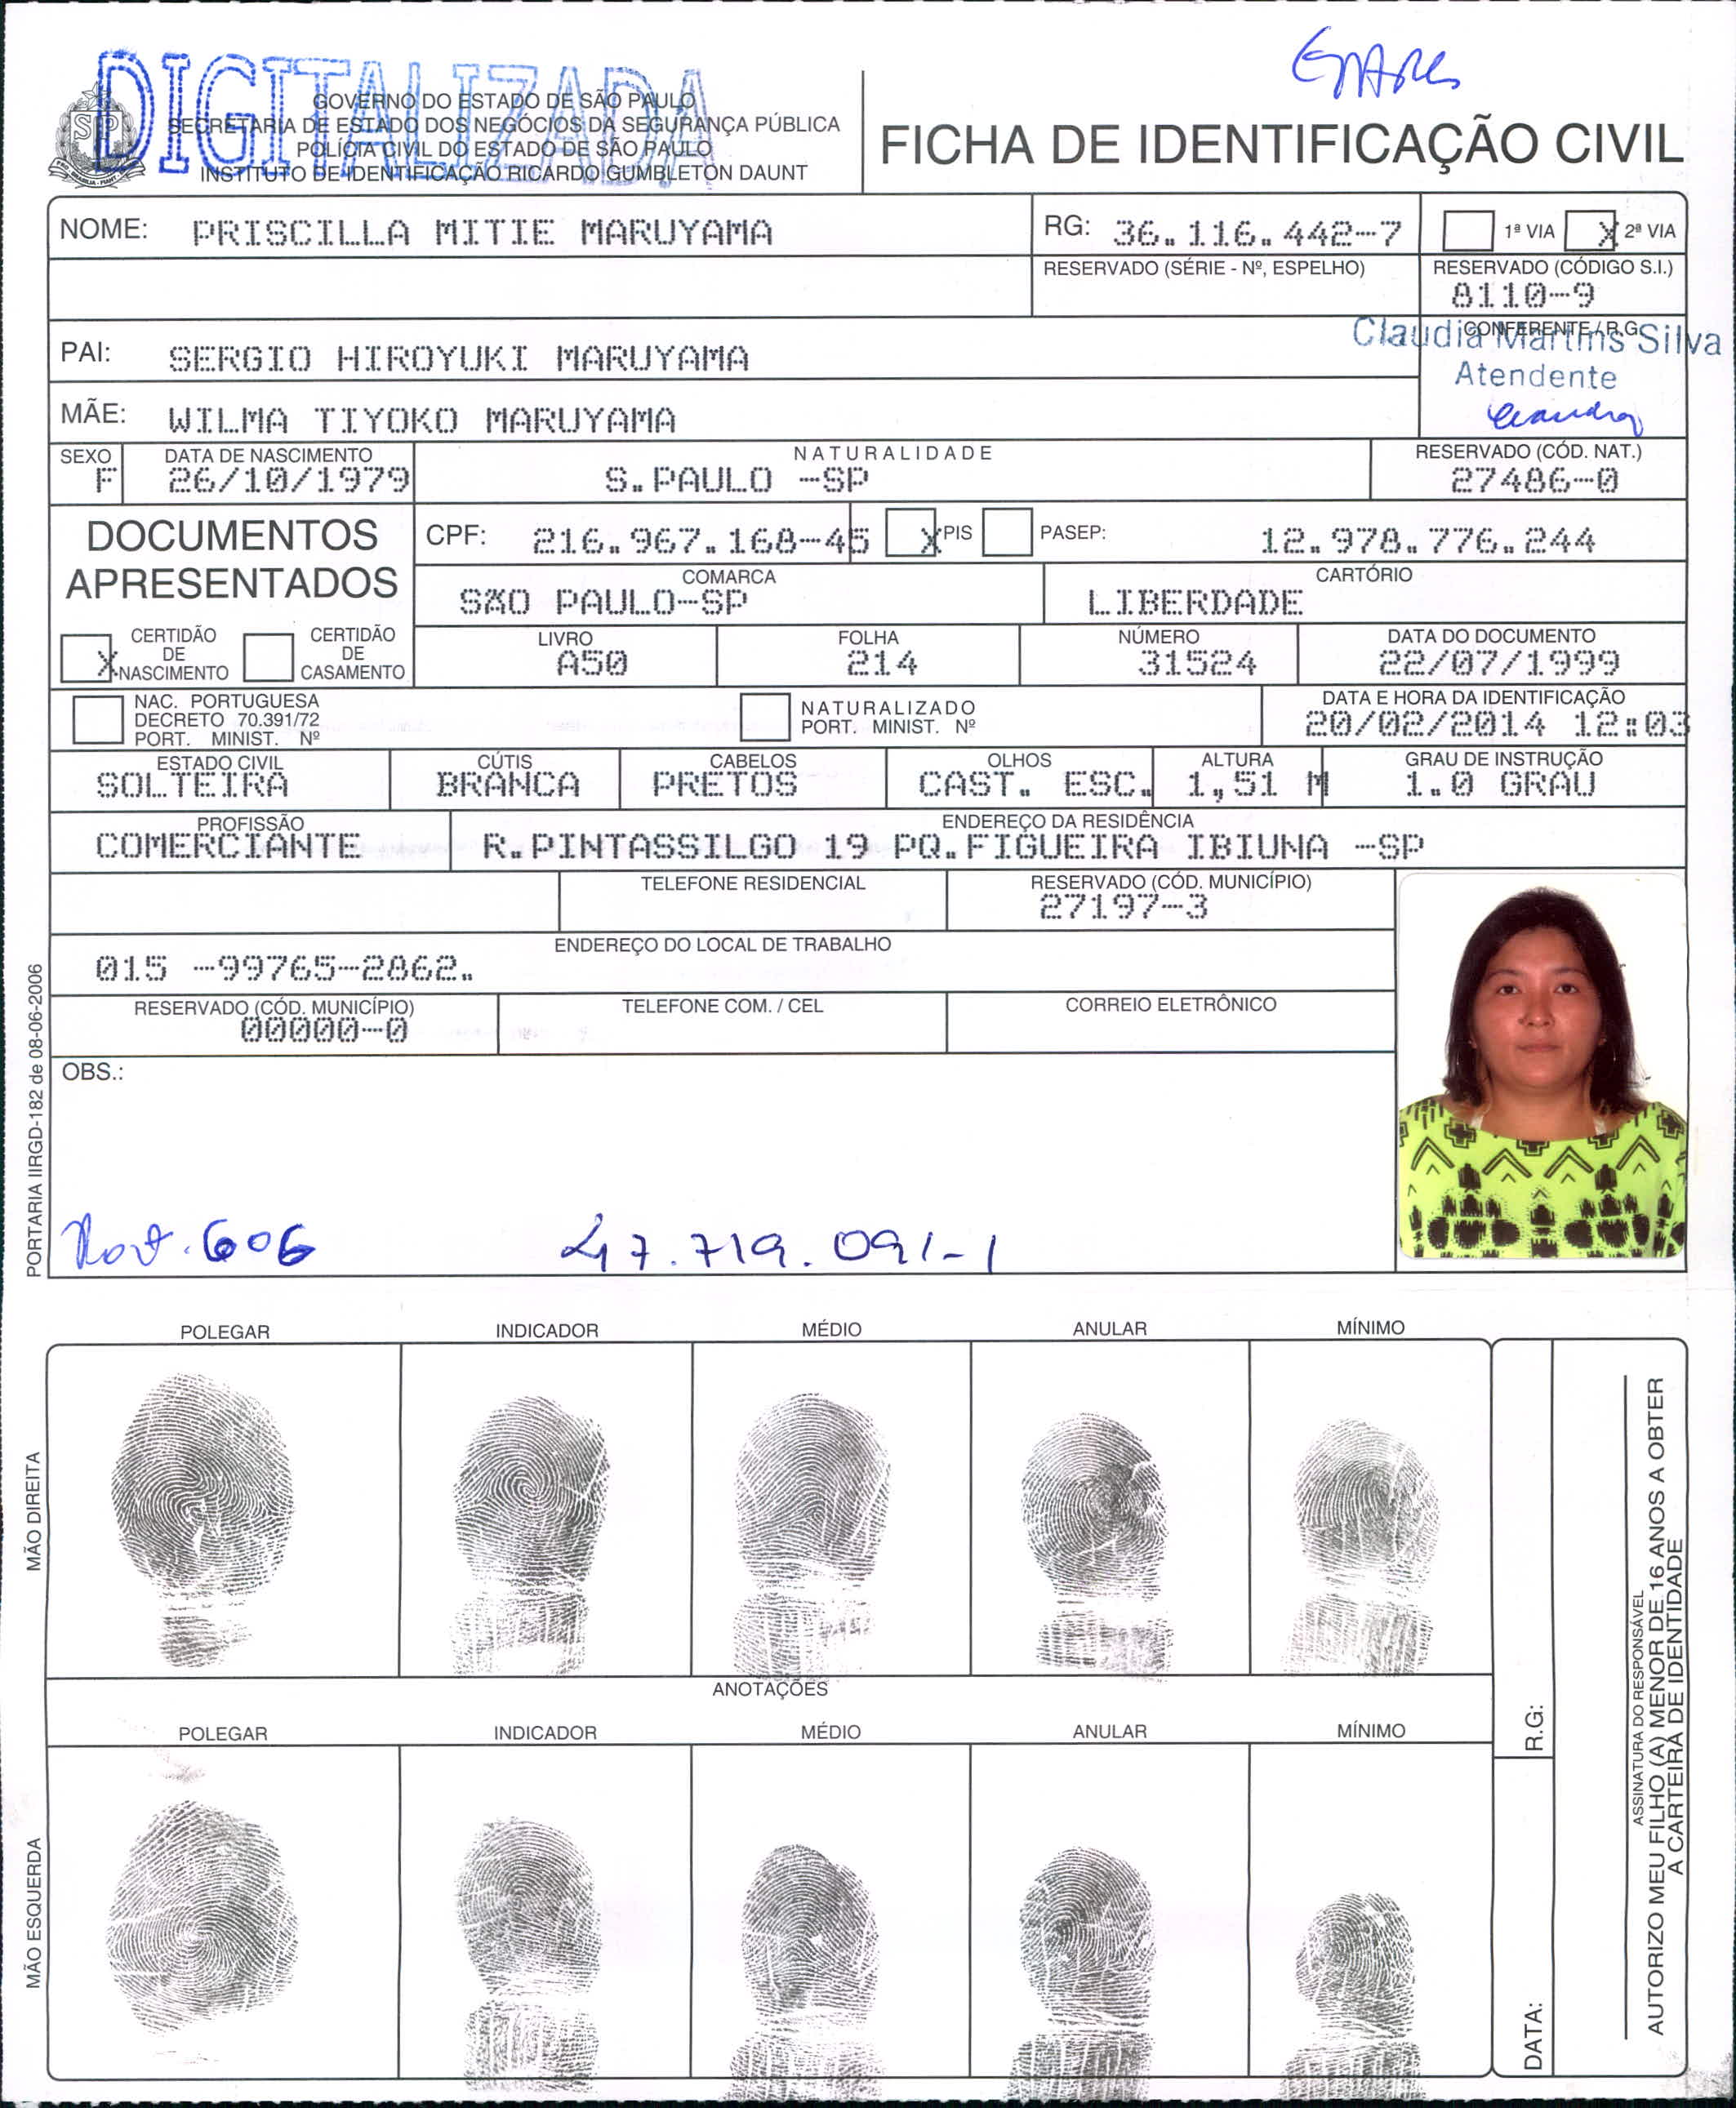 DIGITALIZADA
GOVERNO DO ESTADO DE SÃO PAULO
SECRETARIA DE ESTADO DOS NEGÓCIOS DA SEGURANÇA PÚBLICA
POLÍCIA CIVIL DO ESTADO DE SÃO PAULO
INSTITUTO DE IDENTIFICAÇÃO RICARDO GUMBLETON DAUNT
FICHA DE IDENTIFICAÇÃO CIVIL
NOME: PRISCILLA MITIE MARUYAMA
RG: 36.116.442-7
1ª VIA X 2ª VIA
RESERVADO (SÉRIE - Nº, ESPELHO)
RESERVADO (CÓDIGO S.I.)
8110-9
PAI: SERGIO HIROYUKI MARUYAMA
CONFERENTE / R.G.
Claudia Martins Silva
Atendente
MÃE: WILMA TIYOKO MARUYAMA
SEXO
F
DATA DE NASCIMENTO
26/10/1979
NATURALIDADE
S.PAULO -SP
RESERVADO (CÓD. NAT.)
27486-0
DOCUMENTOS
APRESENTADOS
CPF: 216.967.168-45
X PIS
PASEP: 12.978.776.244
COMARCA
SÃO PAULO-SP
CARTÓRIO
LIBERDADE
X CERTIDÃO
DE
NASCIMENTO
CERTIDÃO
DE
CASAMENTO
LIVRO
A50
FOLHA
214
NÚMERO
31524
DATA DO DOCUMENTO
22/07/1999
NAC. PORTUGUESA
DECRETO 70.391/72
PORT. MINIST. Nº
NATURALIZADO
PORT. MINIST. Nº
DATA E HORA DA IDENTIFICAÇÃO
20/02/2014 12:03
ESTADO CIVIL
SOLTEIRA
CÚTIS
BRANCA
CABELOS
PRETOS
OLHOS
CAST. ESC.
ALTURA
1,51 M
GRAU DE INSTRUÇÃO
1.0 GRAU
PROFISSÃO
COMERCIANTE
ENDEREÇO DA RESIDÊNCIA
R.PINTASSILGO 19 PQ.FIGUEIRA IBIUNA -SP
TELEFONE RESIDENCIAL
RESERVADO (CÓD. MUNICÍPIO)
27197-3
ENDEREÇO DO LOCAL DE TRABALHO
015 -99765-2862.
RESERVADO (CÓD. MUNICÍPIO)
00000-0
TELEFONE COM. / CEL
CORREIO ELETRÔNICO
OBS.:
606
47.719.091-1
PORTARIA IIRGD-182 de 08-06-2006
POLEGAR
INDICADOR
MÉDIO
ANULAR
MÍNIMO
MÃO DIREITA
ANOTAÇÕES
POLEGAR
INDICADOR
MÉDIO
ANULAR
MÍNIMO
MÃO ESQUERDA
R.G.:
DATA:
ASSINATURA DO RESPONSÁVEL
AUTORIZO MEU FILHO (A) MENOR DE 16 ANOS A OBTER
A CARTEIRA DE IDENTIDADE